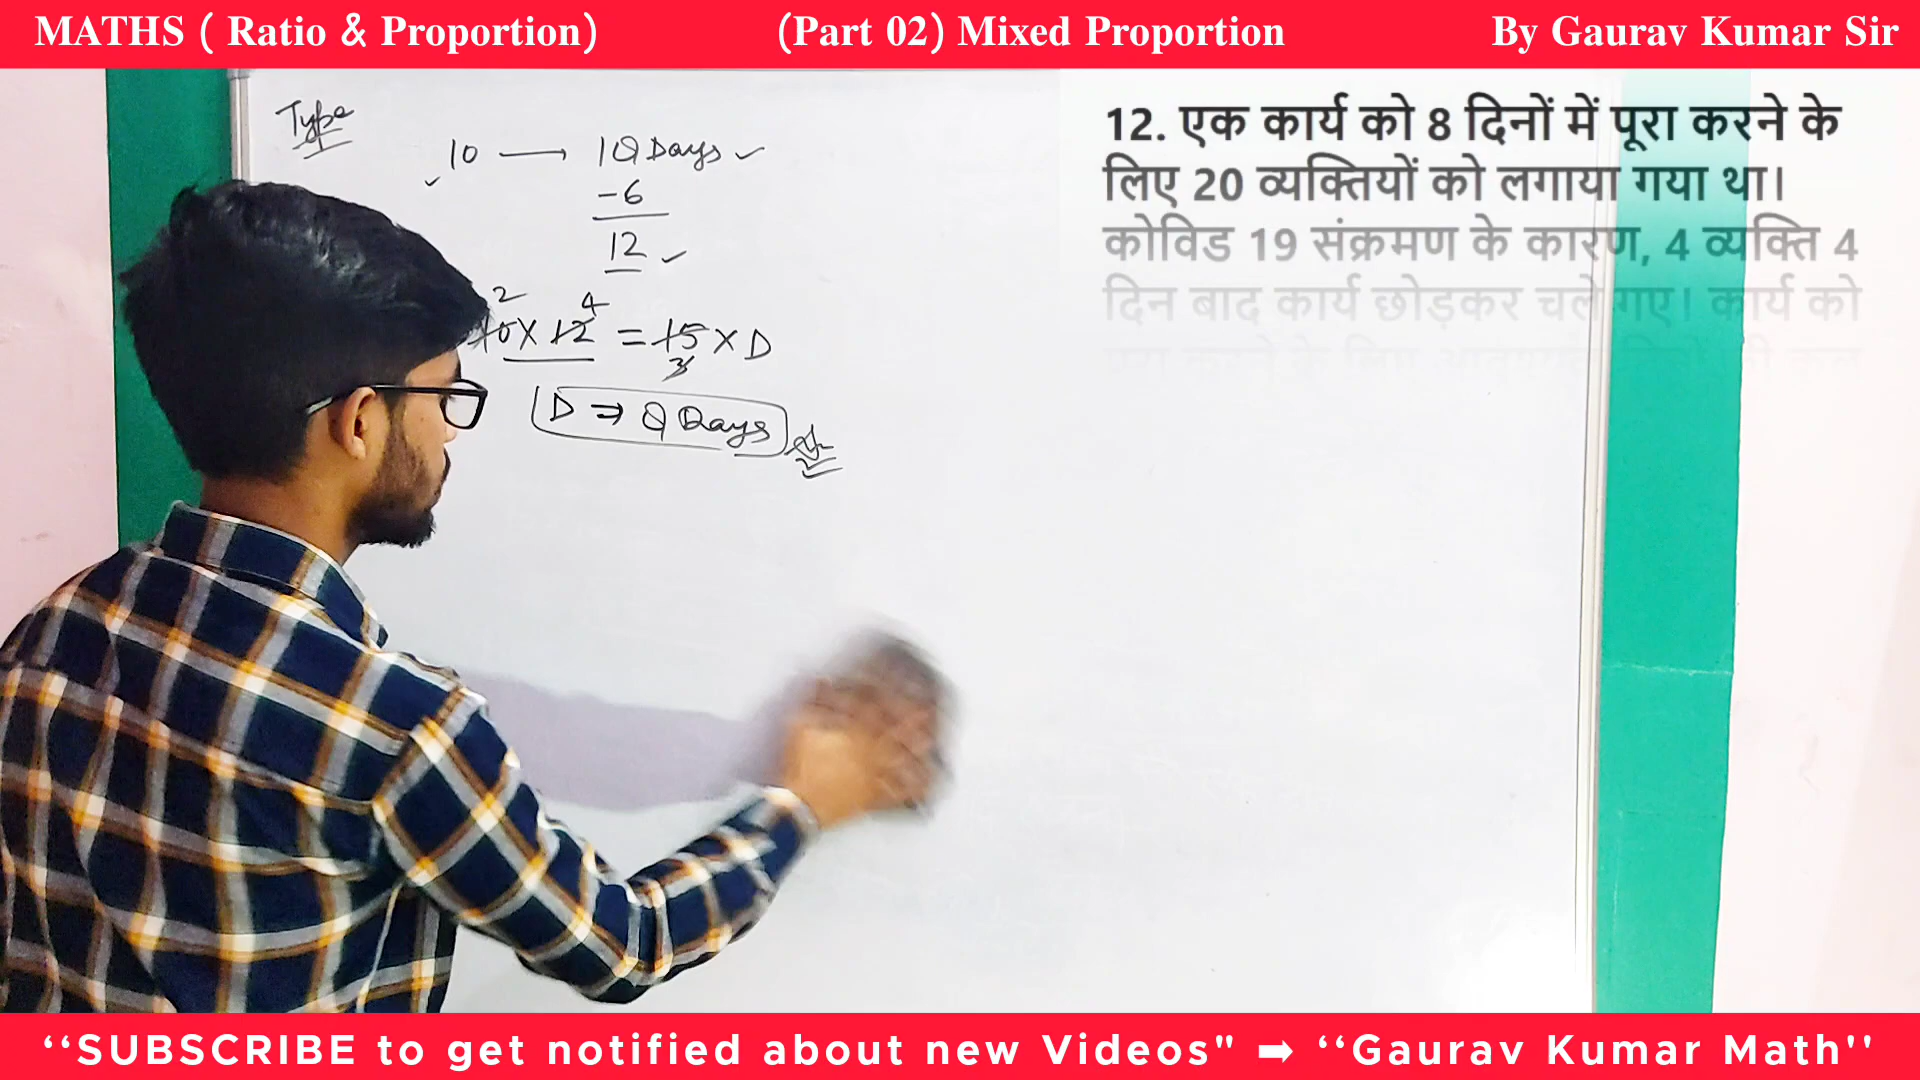 MATHS ( Ratio & Proportion)
(Part 02) Mixed Proportion
By Gaurav Kumar Sir
12. एक कार्य को 8 दिनों में पूरा करने के
लिए 20 व्यक्तियों को लगाया गया था।
कोविड 19 संक्रमण के कारण, 4 व्यक्ति 4
दिन बाद कार्य छोड़कर चले गए। कार्य को
Type
10 — 18 Days ✓
-6
12 ✓
2 4
10 X 12 = 15 X D
3
D ⇒ 8 Days
‘‘SUBSCRIBE to get notified about new Videos" ➡ ‘‘Gaurav Kumar Math''